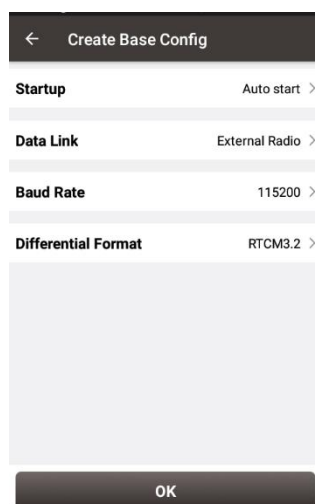 Create Base Config
Startup Auto start
Data Link External Radio
Baud Rate 115200
Differential Format RTCM3.2
OK